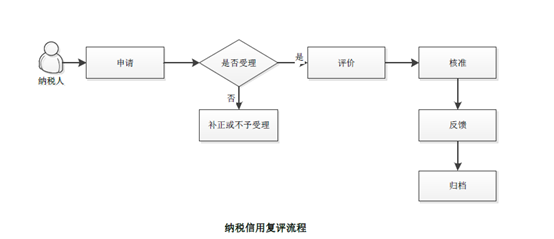 纳税人
申请
是否受理
是
否
补正或不予受理
评价
核准
反馈
归档
纳税信用复评流程